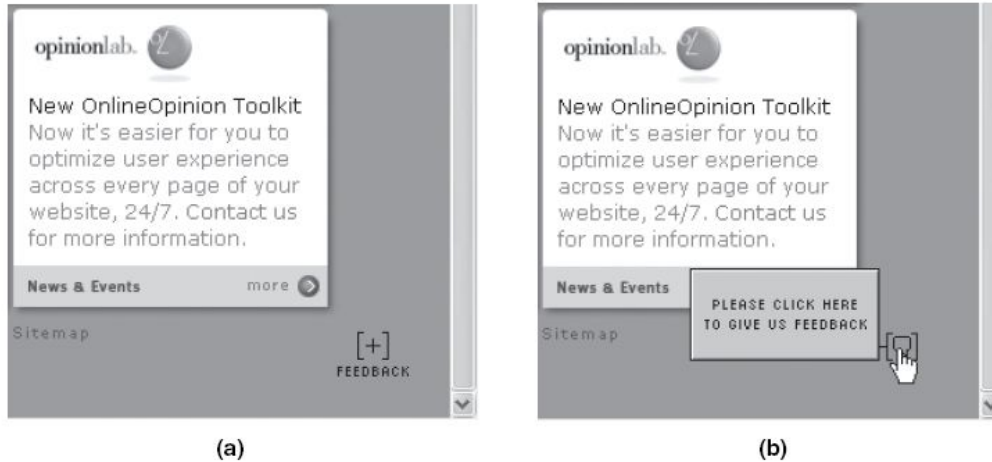 opinionlab.
New OnlineOpinion Toolkit
Now it's easier for you to
optimize user experience
across every page of your
website, 24/7. Contact us
for more information.
News & Events more
Sitemap
[+]
FEEDBACK
(a)
opinionlab.
New OnlineOpinion Toolkit
Now it's easier for you to
optimize user experience
across every page of your
website, 24/7. Contact us
for more information.
News & Events
PLEASE CLICK HERE
TO GIVE US FEEDBACK
Sitemap
(b)